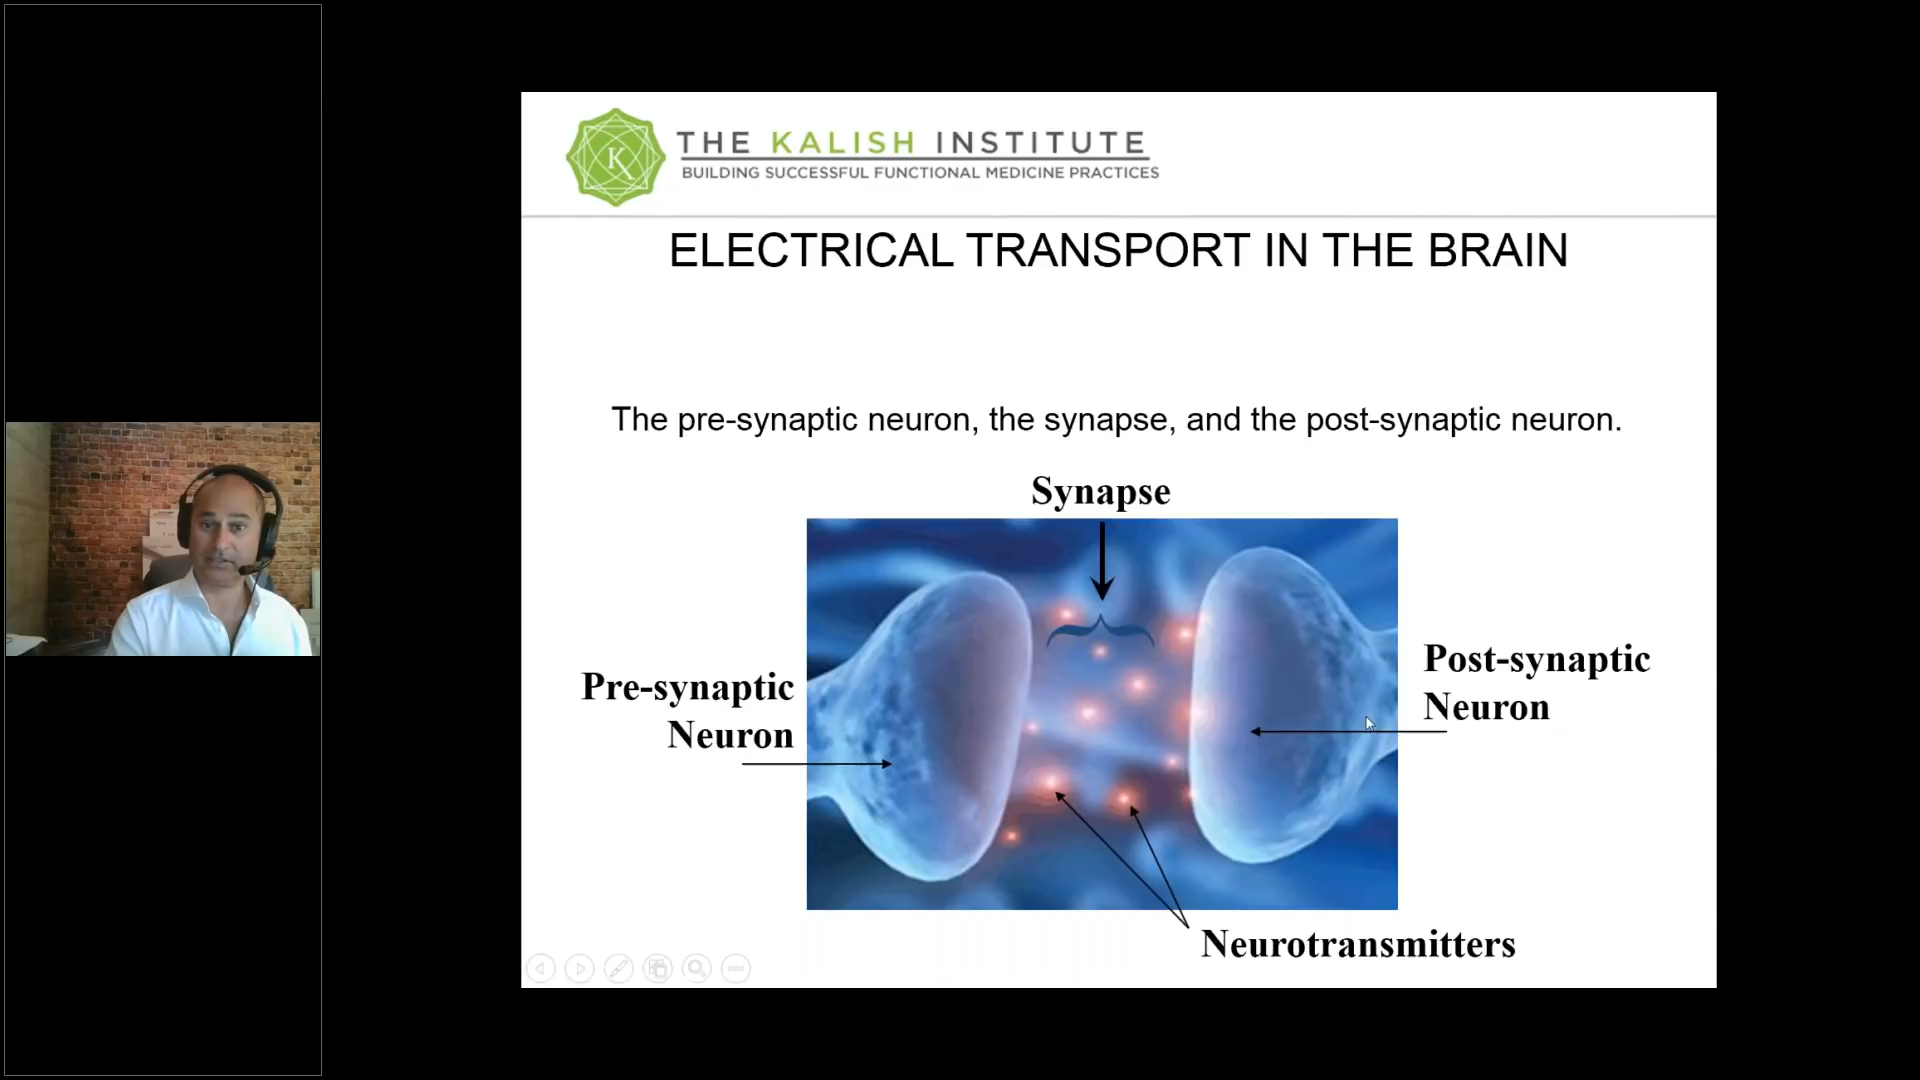 THE KALISH INSTITUTE
BUILDING SUCCESSFUL FUNCTIONAL MEDICINE PRACTICES
ELECTRICAL TRANSPORT IN THE BRAIN
The pre-synaptic neuron, the synapse, and the post-synaptic neuron.
Synapse
Pre-synaptic
Neuron
Post-synaptic
Neuron
Neurotransmitters
K